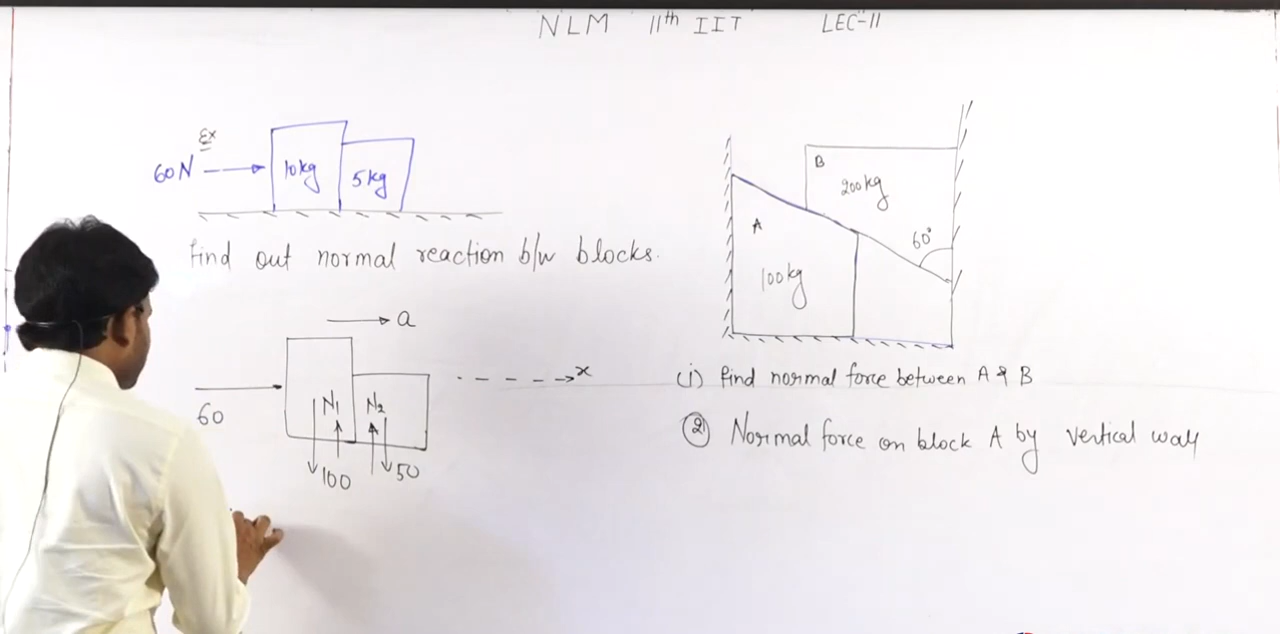 NLM 11th IIT LEC-11
Ex
60N
10kg
5kg
Find out normal reaction b/w blocks.
a
x
60
N1
N2
100
50
B
200kg
A
60°
100kg
(i) Find normal force between A & B
(2) Normal force on block A by vertical wall